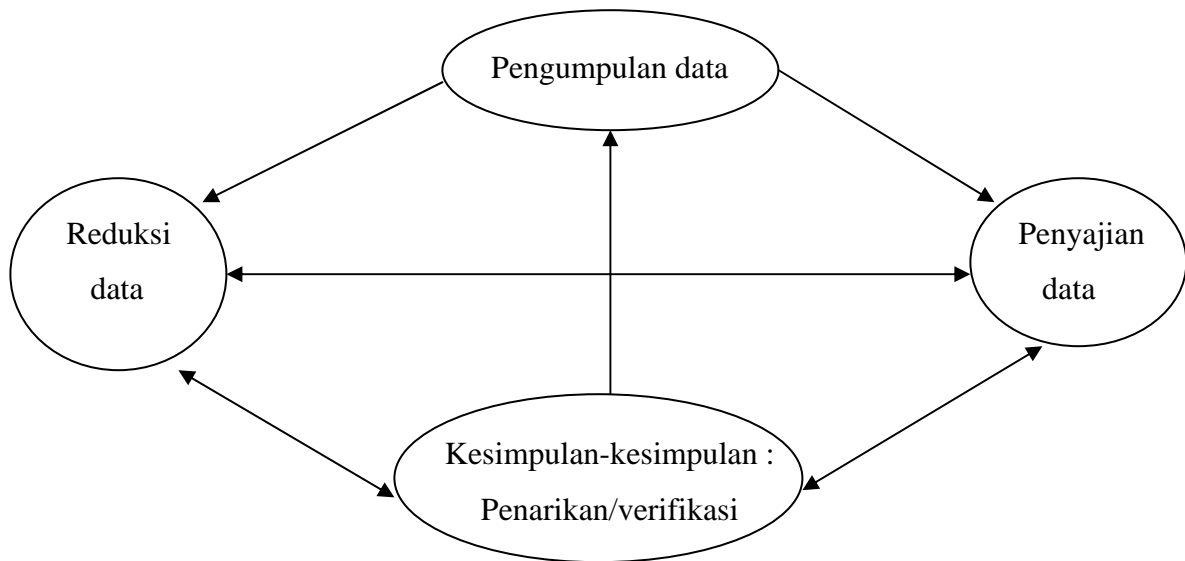 Pengumpulan data
Reduksi
data
Penyajian
data
Kesimpulan-kesimpulan :
Penarikan/verifikasi